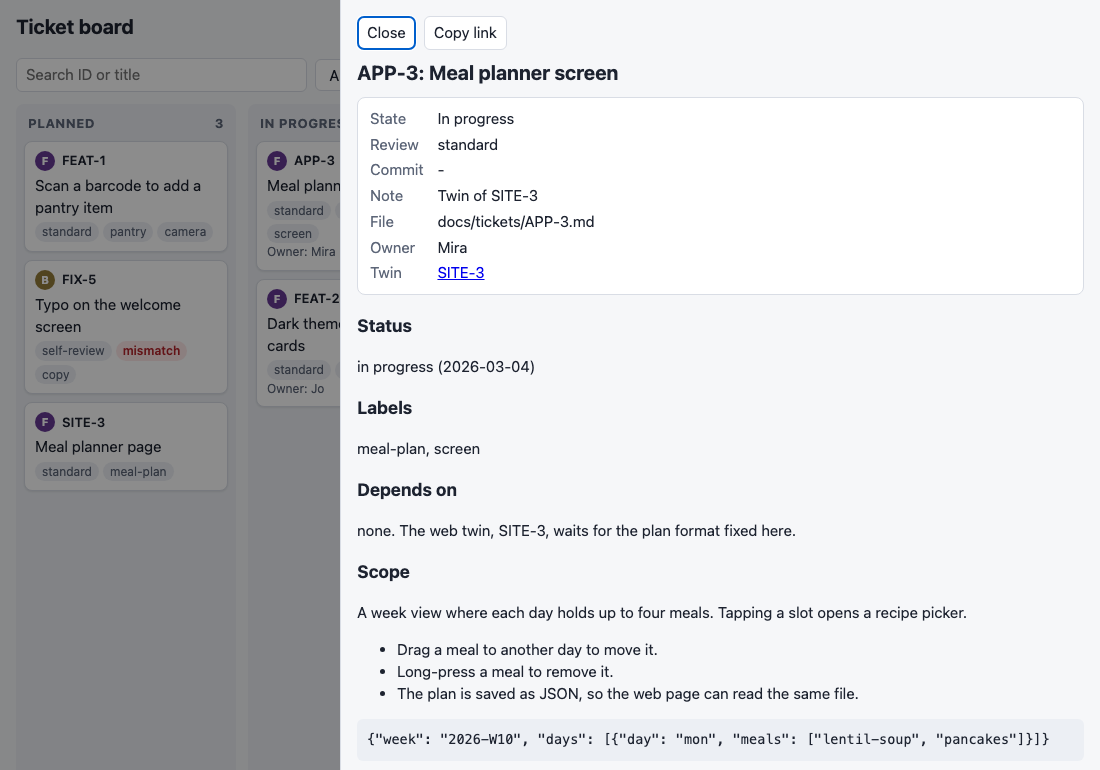 Ticket board
Search ID or title
A
PLANNED 3
F FEAT-1
Scan a barcode to add a
pantry item
standard pantry camera
B FIX-5
Typo on the welcome
screen
self-review mismatch
copy
F SITE-3
Meal planner page
standard meal-plan
IN PROGRES
F APP-3
Meal plann
standard
screen
Owner: Mira
F FEAT-2
Dark theme
cards
standard
Owner: Jo
Close Copy link
APP-3: Meal planner screen
State In progress
Review standard
Commit -
Note Twin of SITE-3
File docs/tickets/APP-3.md
Owner Mira
Twin SITE-3
Status
in progress (2026-03-04)
Labels
meal-plan, screen
Depends on
none. The web twin, SITE-3, waits for the plan format fixed here.
Scope
A week view where each day holds up to four meals. Tapping a slot opens a recipe picker.
• Drag a meal to another day to move it.
• Long-press a meal to remove it.
• The plan is saved as JSON, so the web page can read the same file.
{"week": "2026-W10", "days": [{"day": "mon", "meals": ["lentil-soup", "pancakes"]}]}